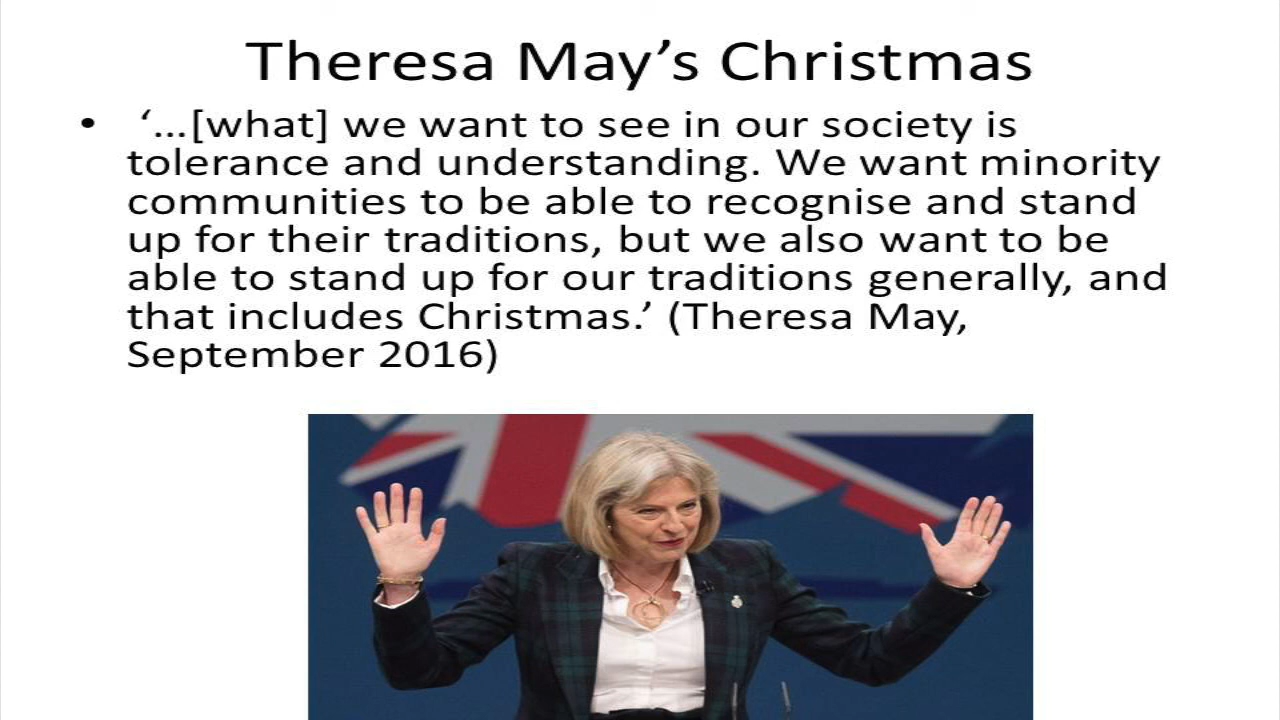 Theresa May’s Christmas
• ‘...[what] we want to see in our society is
tolerance and understanding. We want minority
communities to be able to recognise and stand
up for their traditions, but we also want to be
able to stand up for our traditions generally, and
that includes Christmas.’ (Theresa May,
September 2016)